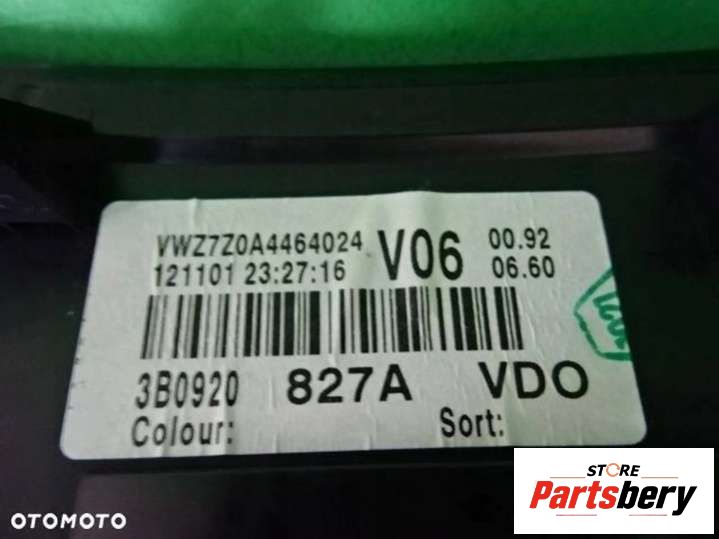 VWZ7Z0A4464024 V06 00.92
121101 23:27:16 06.60
3B0920 827A VDO
Colour: Sort:
STORE
Partsbery
OTOMOTO